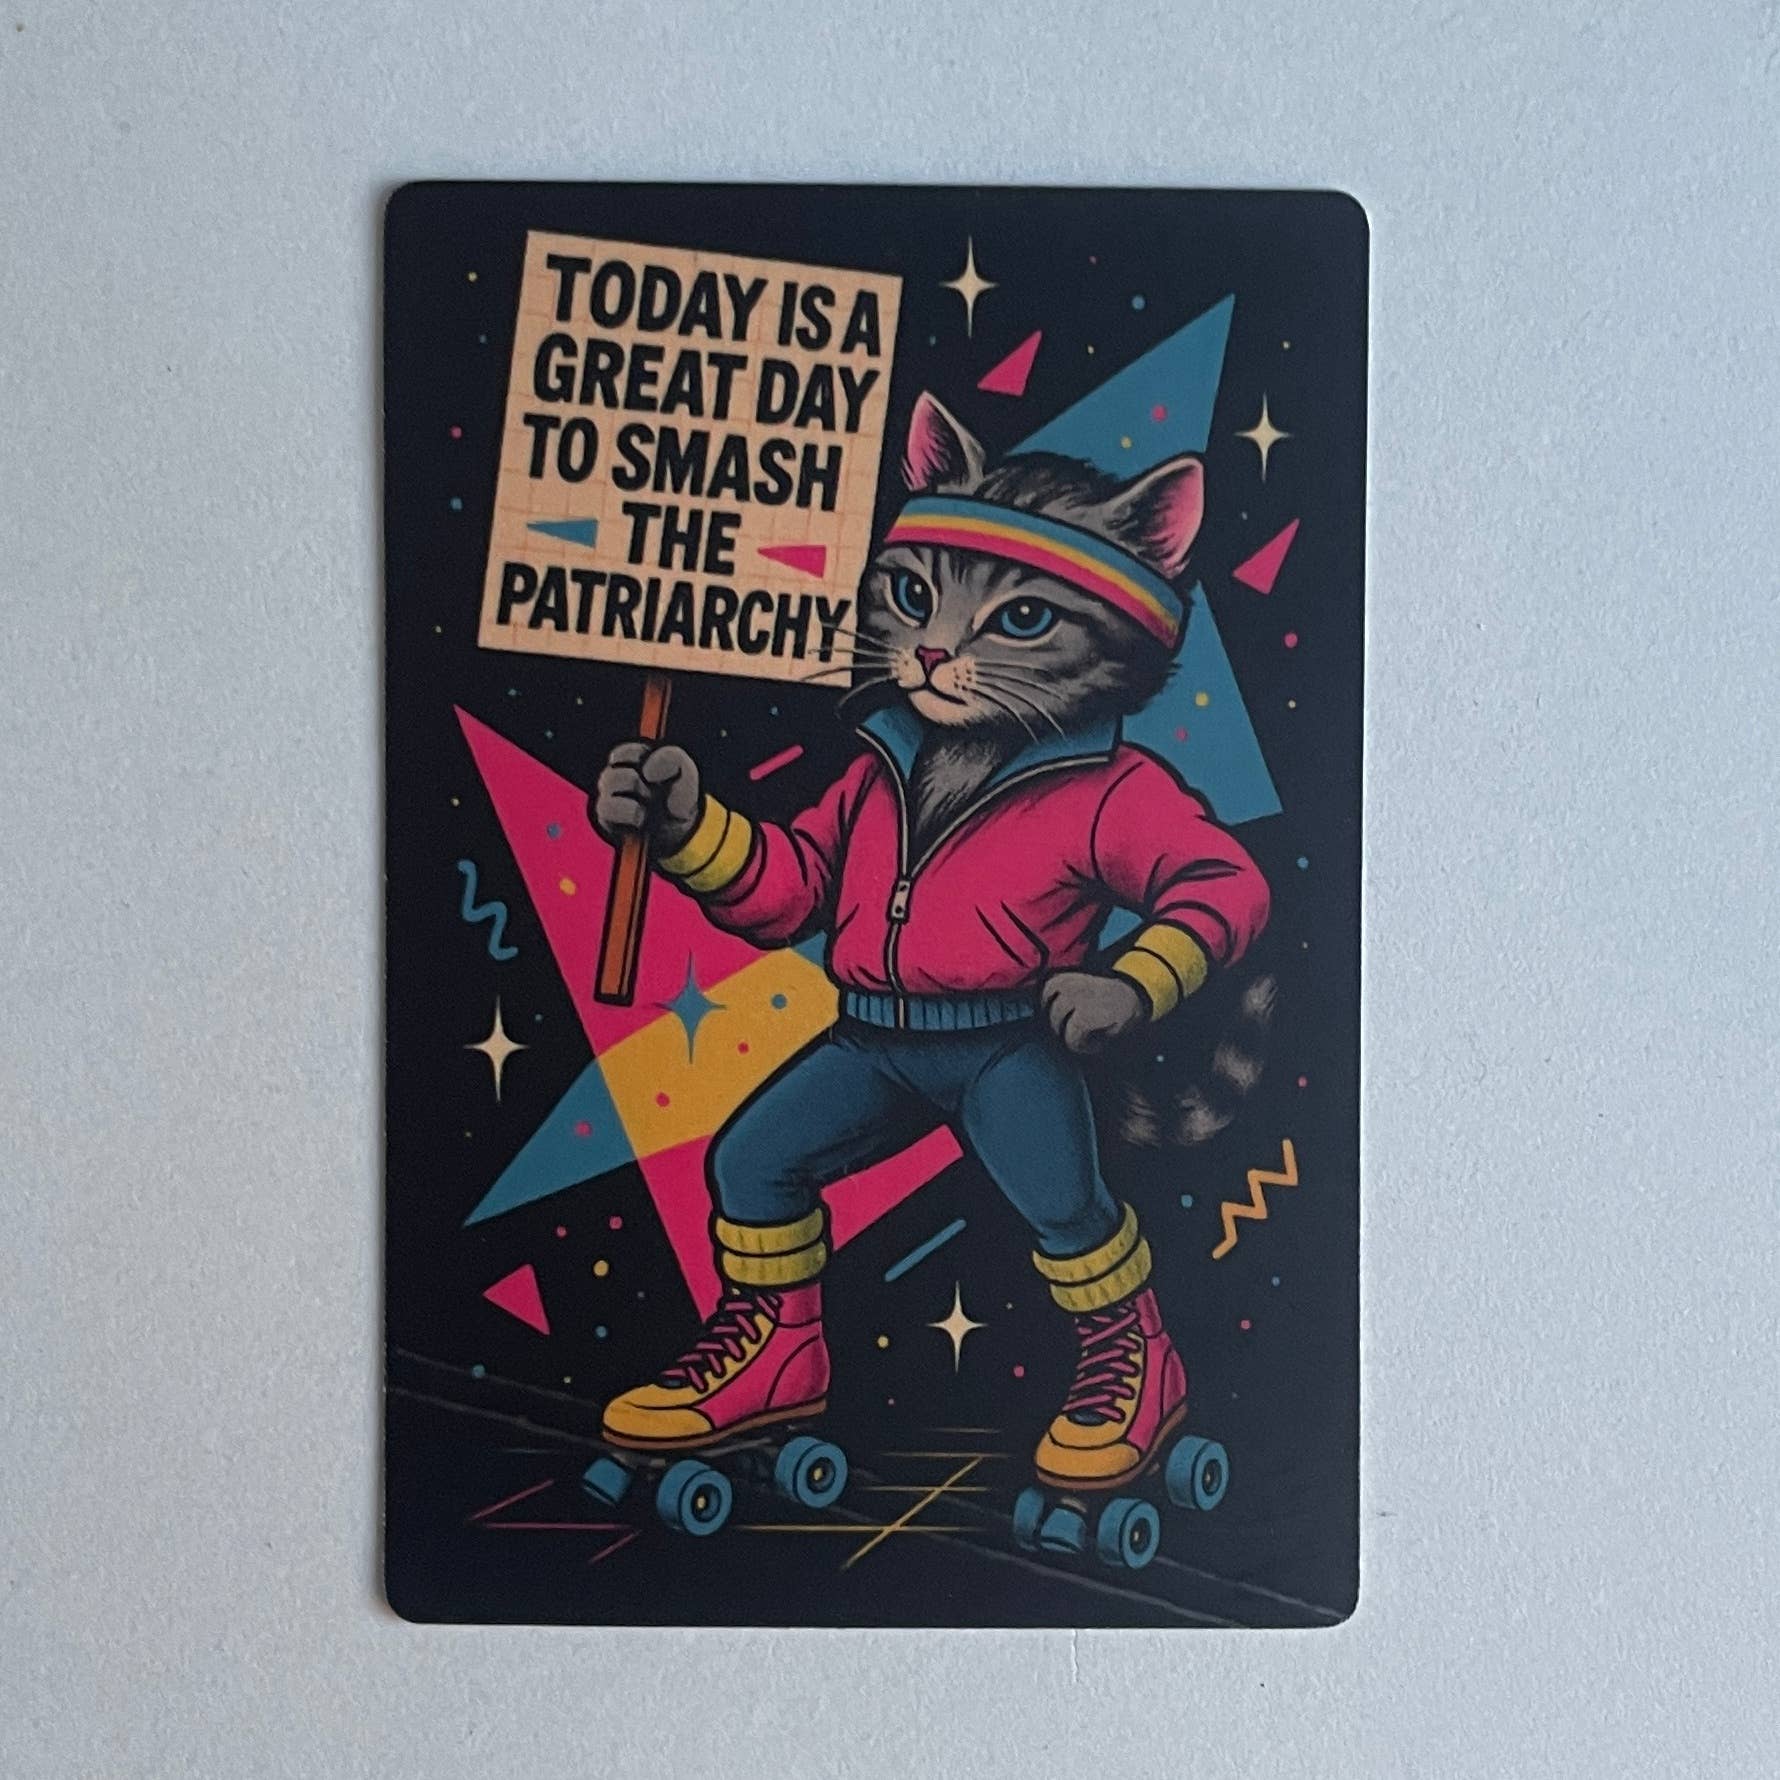 TODAY IS A
GREAT DAY
TO SMASH
THE
PATRIARCHY